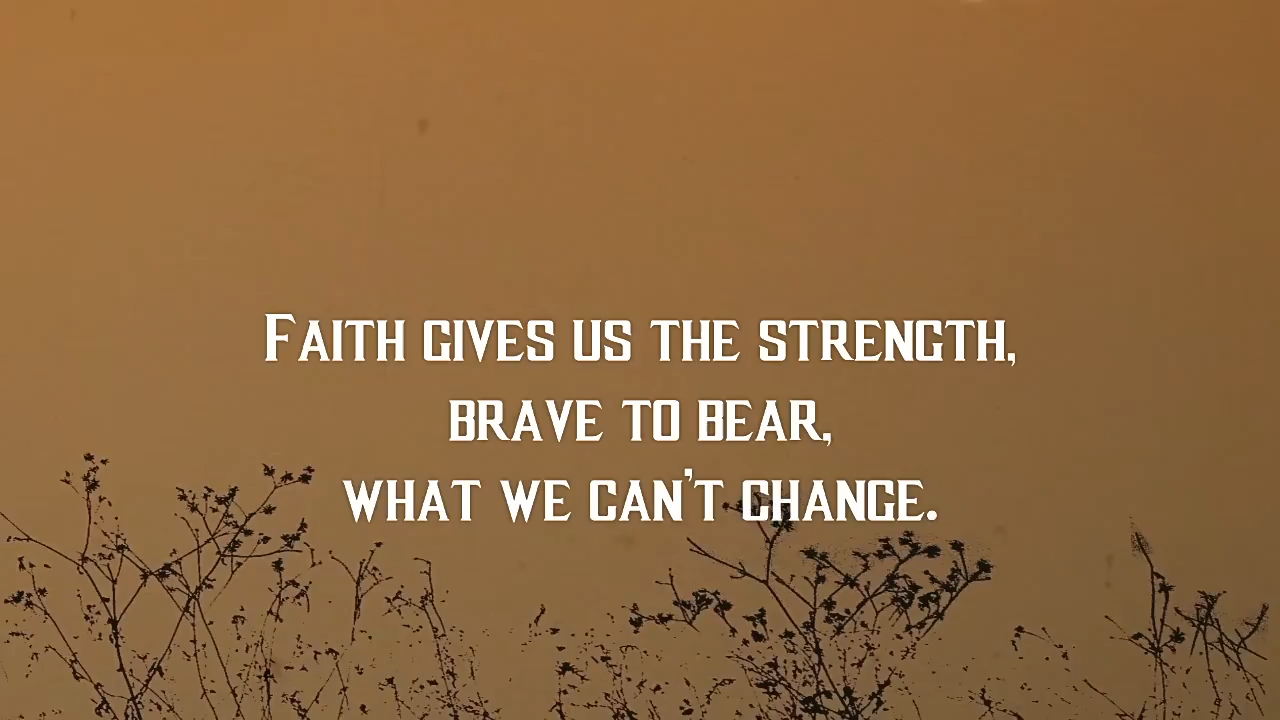 Faith gives us the strength,
brave to bear,
what we can't change.